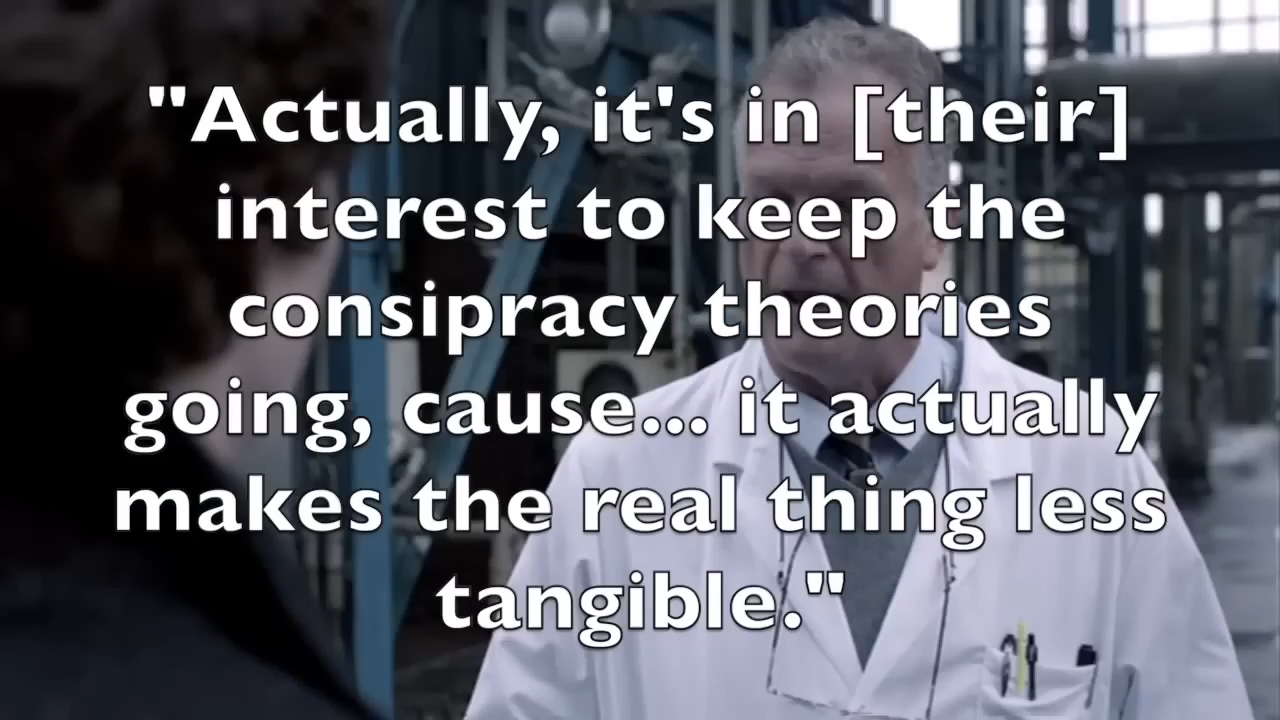 "Actually, it's in [their]
interest to keep the
consipracy theories
going, cause... it actually
makes the real thing less
tangible."